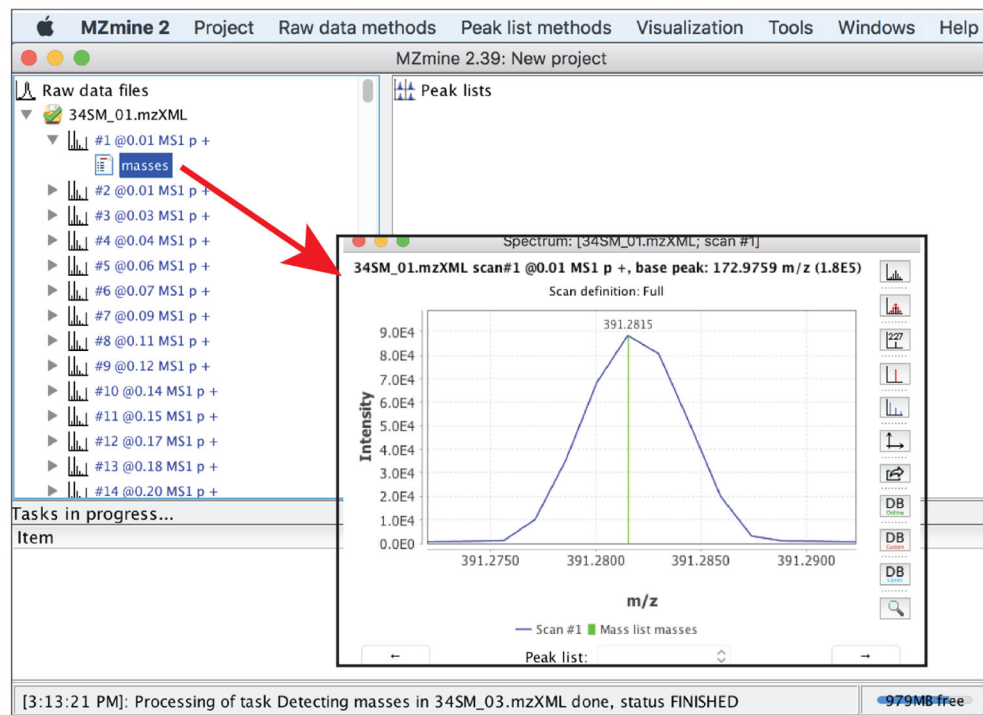 MZmine 2 Project Raw data methods Peak list methods Visualization Tools Windows Help
MZmine 2.39: New project
Raw data files
Peak lists
34SM_01.mzXML
#1 @0.01 MS1 p +
masses
#2 @0.01 MS1 p +
#3 @0.03 MS1 p +
#4 @0.04 MS1 p +
#5 @0.06 MS1 p +
#6 @0.07 MS1 p +
#7 @0.09 MS1 p +
#8 @0.11 MS1 p +
#9 @0.12 MS1 p +
#10 @0.14 MS1 p +
#11 @0.15 MS1 p +
#12 @0.17 MS1 p +
#13 @0.18 MS1 p +
#14 @0.20 MS1 p +
Tasks in progress...
Item
Spectrum: [34SM_01.mzXML; scan #1]
34SM_01.mzXML scan#1 @0.01 MS1 p +, base peak: 172.9759 m/z (1.8E5)
Scan definition: Full
391.2815
9.0E4
8.0E4
7.0E4
6.0E4
5.0E4
4.0E4
3.0E4
2.0E4
1.0E4
0.0E0
Intensity
391.2750 391.2800 391.2850 391.2900
m/z
Scan #1 Mass list masses
Peak list:
227
DB
Online
DB
Custom
DB
Lipids
[3:13:21 PM]: Processing of task Detecting masses in 34SM_03.mzXML done, status FINISHED
979MB free